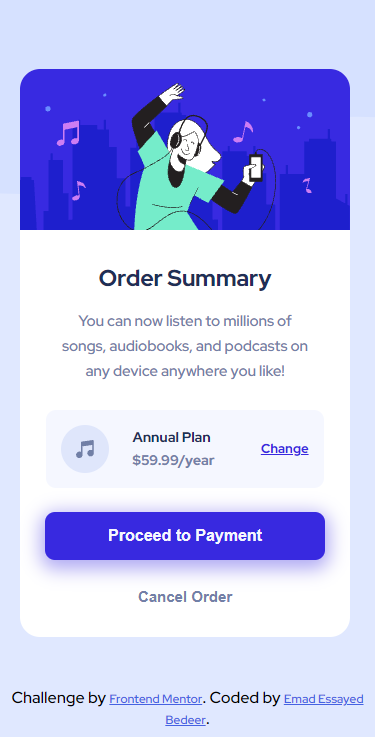 Order Summary
You can now listen to millions of
songs, audiobooks, and podcasts on
any device anywhere you like!
Annual Plan
$59.99/year
Change
Proceed to Payment
Cancel Order
Challenge by Frontend Mentor. Coded by Emad Essayed
Bedeer.